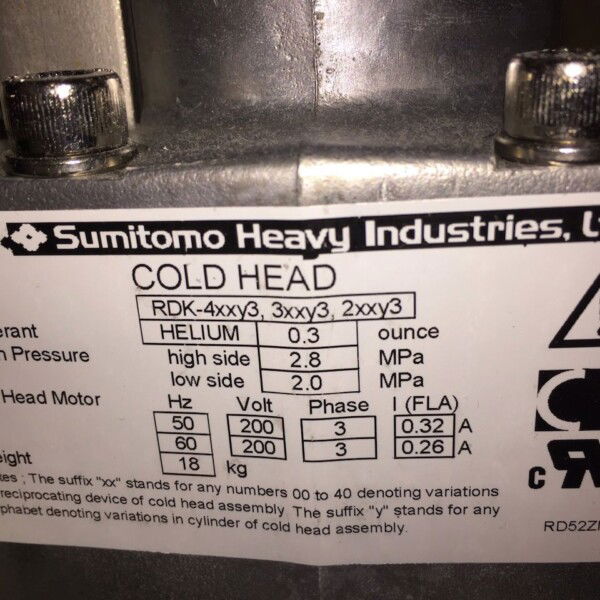 Sumitomo Heavy Industries, L
COLD HEAD
RDK-4xxy3, 3xxy3, 2xxy3
erant HELIUM 0.3 ounce
n Pressure high side 2.8 MPa
low side 2.0 MPa
Head Motor Hz Volt Phase I (FLA)
50 200 3 0.32 A
60 200 3 0.26 A
eight 18 kg
tes ; The suffix "xx" stands for any numbers 00 to 40 denoting variations
reciprocating device of cold head assembly. The suffix "y" stands for any
phabet denoting variations in cylinder of cold head assembly.
C
c
RD52Z